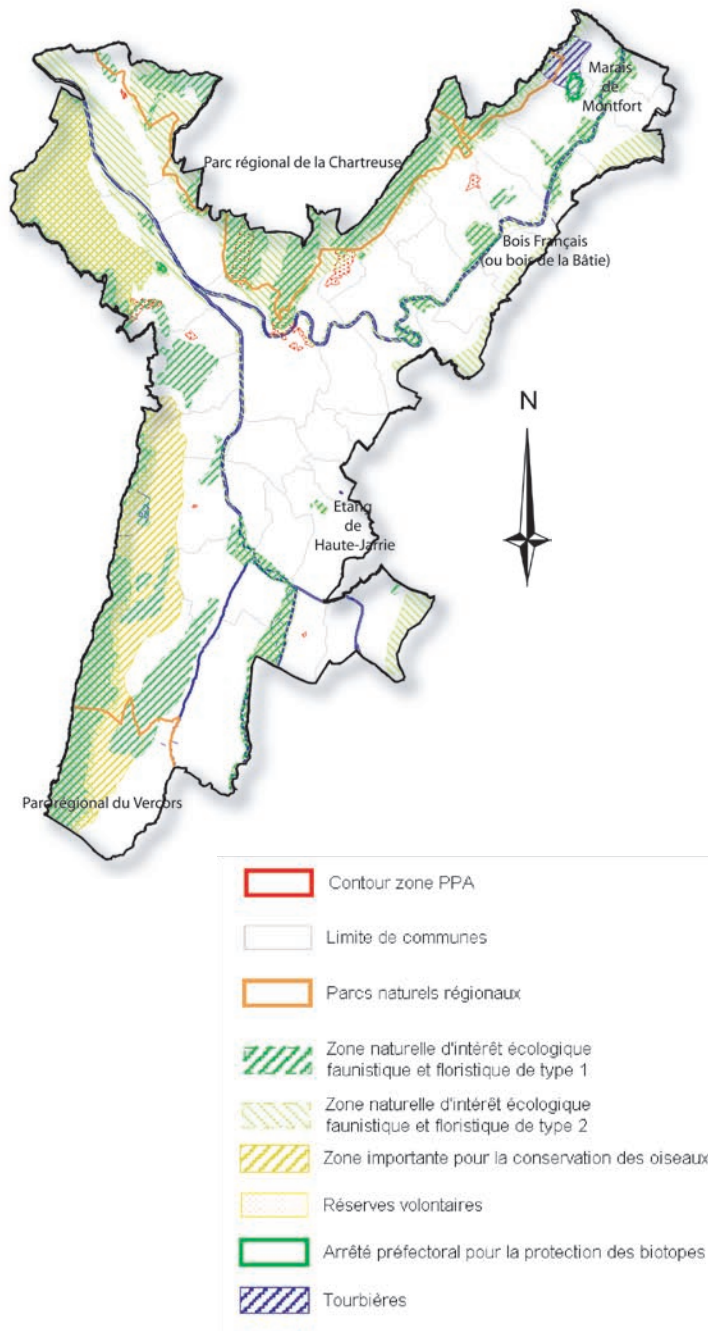 Marais
de
Montfort
Parc régional de la Chartreuse
Bois Français
(ou bois de la Bâtie)
N
Etang
de
Haute-Jarrie
Parc régional du Vercors
Contour zone PPA
Limite de communes
Parcs naturels régionaux
Zone naturelle d'intérêt écologique
faunistique et floristique de type 1
Zone naturelle d'intérêt écologique
faunistique et floristique de type 2
Zone importante pour la conservation des oiseaux
Réserves volontaires
Arrêté préfectoral pour la protection des biotopes
Tourbières